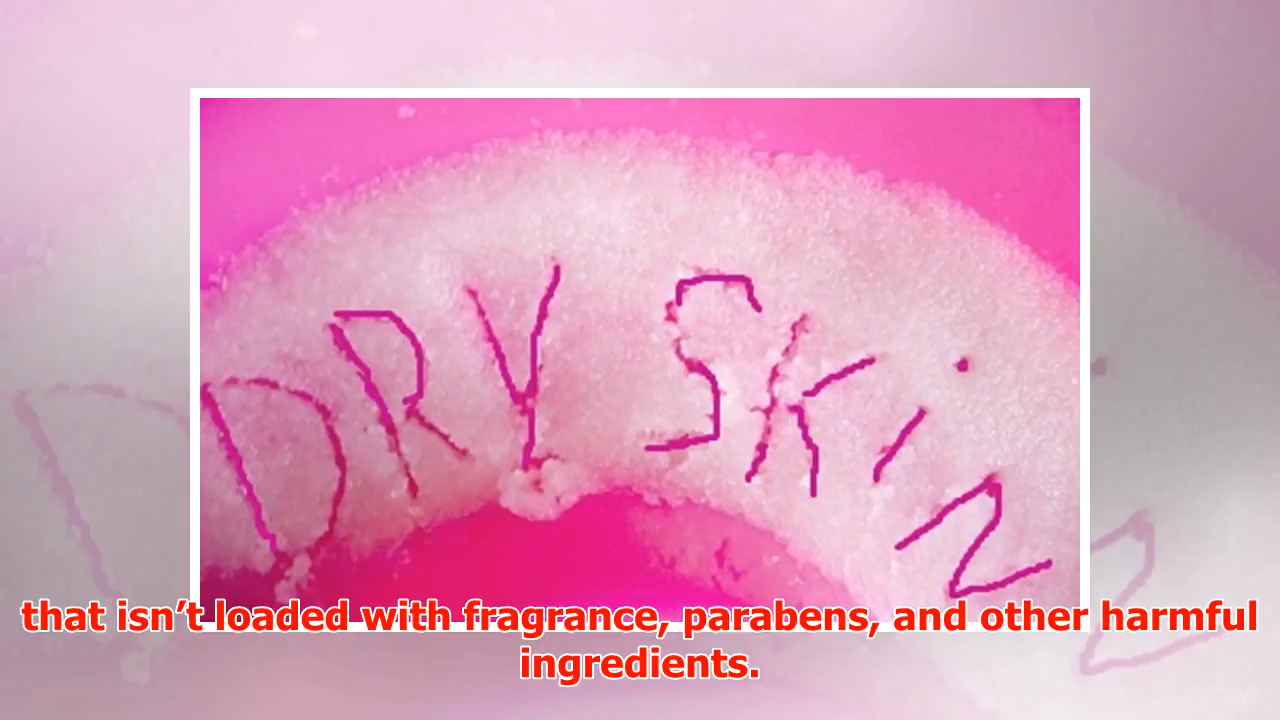 DRY SKiN
that isn’t loaded with fragrance, parabens, and other harmful
ingredients.